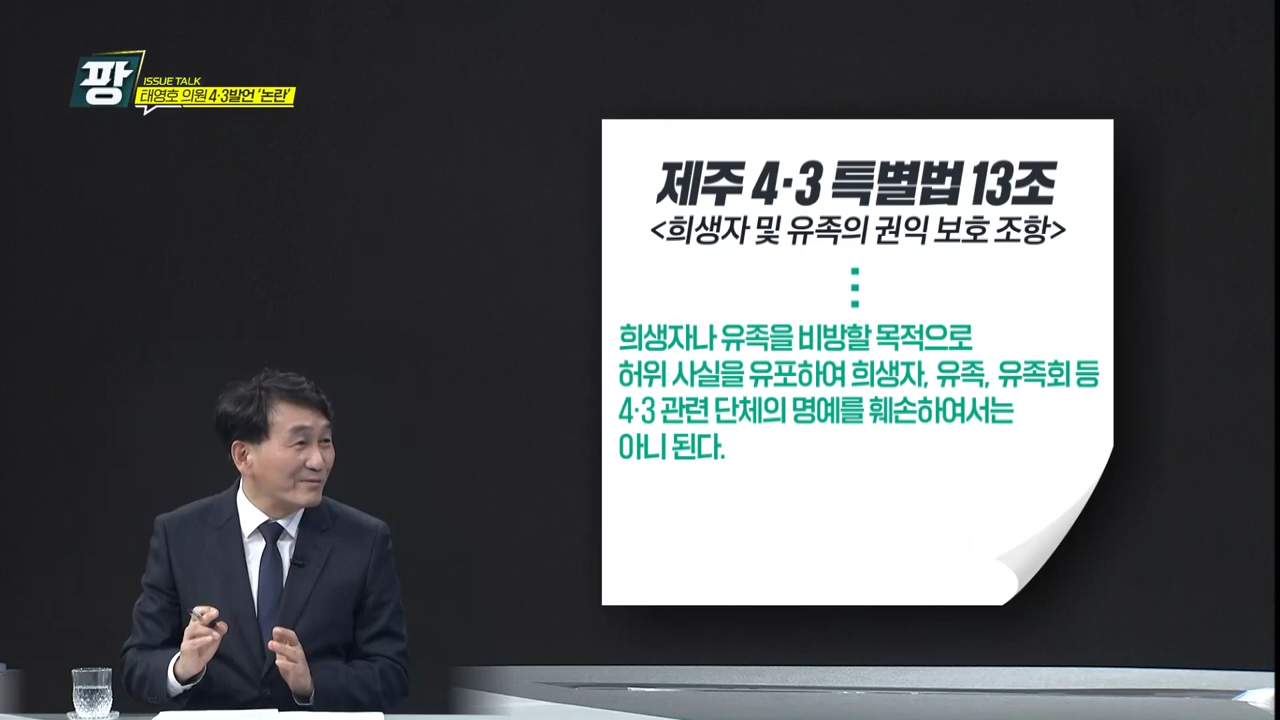 팡
ISSUE TALK
태영호 의원 4·3발언 '논란'
제주 4·3 특별법 13조
<희생자 및 유족의 권익 보호 조항>
희생자나 유족을 비방할 목적으로
허위 사실을 유포하여 희생자, 유족, 유족회 등
4·3 관련 단체의 명예를 훼손하여서는
아니 된다.